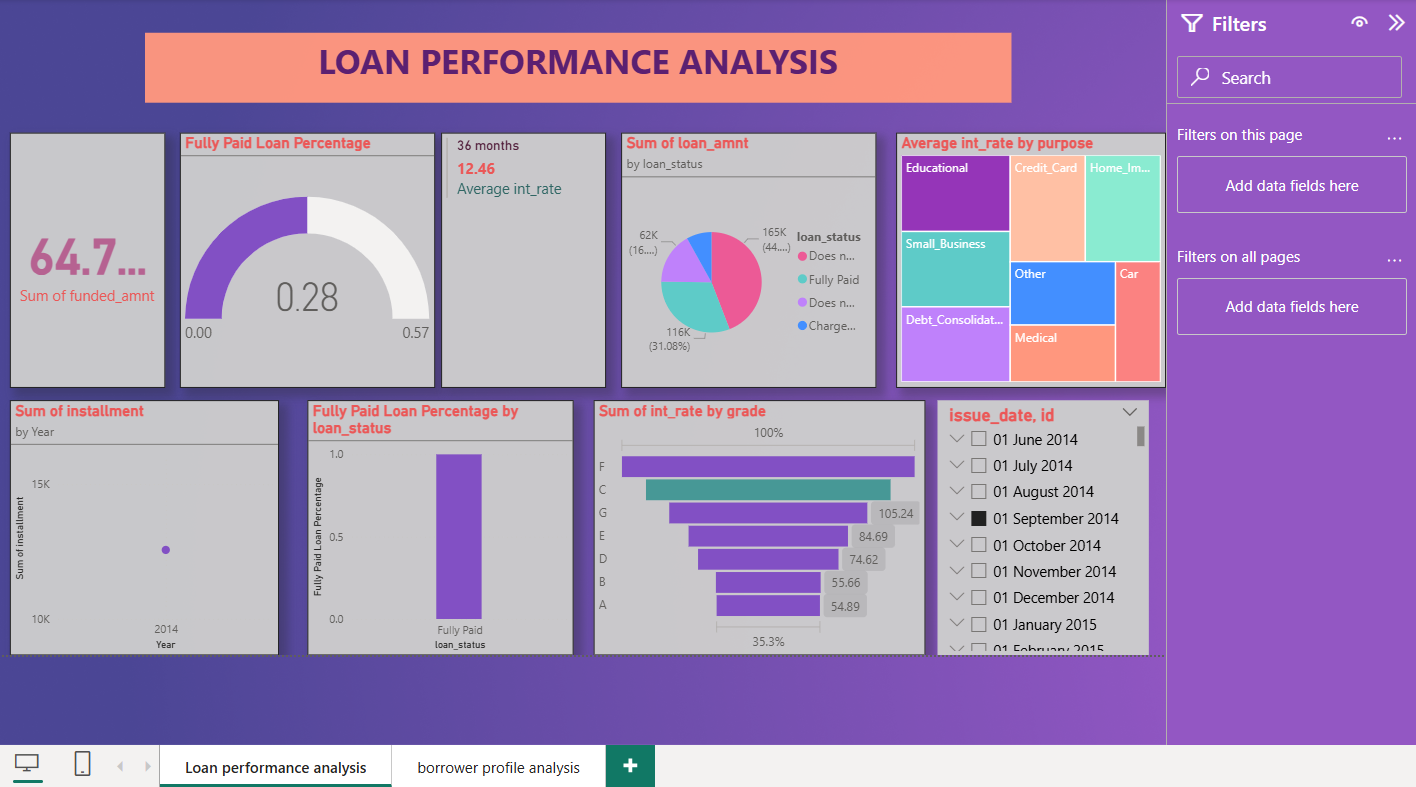 LOAN PERFORMANCE ANALYSIS
Filters
Search
Filters on this page
...
Add data fields here
Filters on all pages
...
Add data fields here
64.7...
Sum of funded_amnt
Fully Paid Loan Percentage
0.28
0.00
0.57
36 months
12.46
Average int_rate
Sum of loan_amnt
by loan_status
62K
(16....)
165K
(44....)
116K
(31.08%)
loan_status
Does n...
Fully Paid
Does n...
Charge...
Average int_rate by purpose
Educational
Credit_Card
Home_Im...
Small_Business
Other
Car
Debt_Consolidat...
Medical
Sum of installment
by Year
Sum of installment
15K
10K
2014
Year
Fully Paid Loan Percentage by
loan_status
Fully Paid Loan Percentage
1.0
0.5
0.0
Fully Paid
loan_status
Sum of int_rate by grade
100%
F
C
G
105.24
E
84.69
D
74.62
B
55.66
A
54.89
35.3%
issue_date, id
01 June 2014
01 July 2014
01 August 2014
01 September 2014
01 October 2014
01 November 2014
01 December 2014
01 January 2015
01 February 2015
Loan performance analysis
borrower profile analysis
+